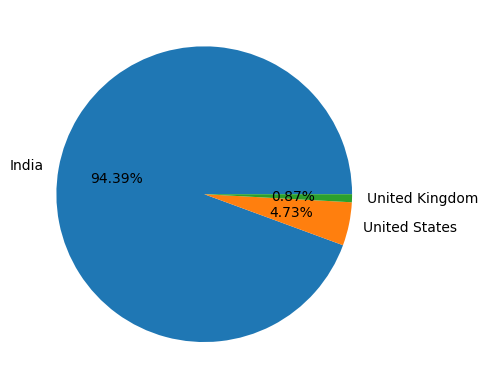 India
94.39%
0.87%
United Kingdom
4.73%
United States